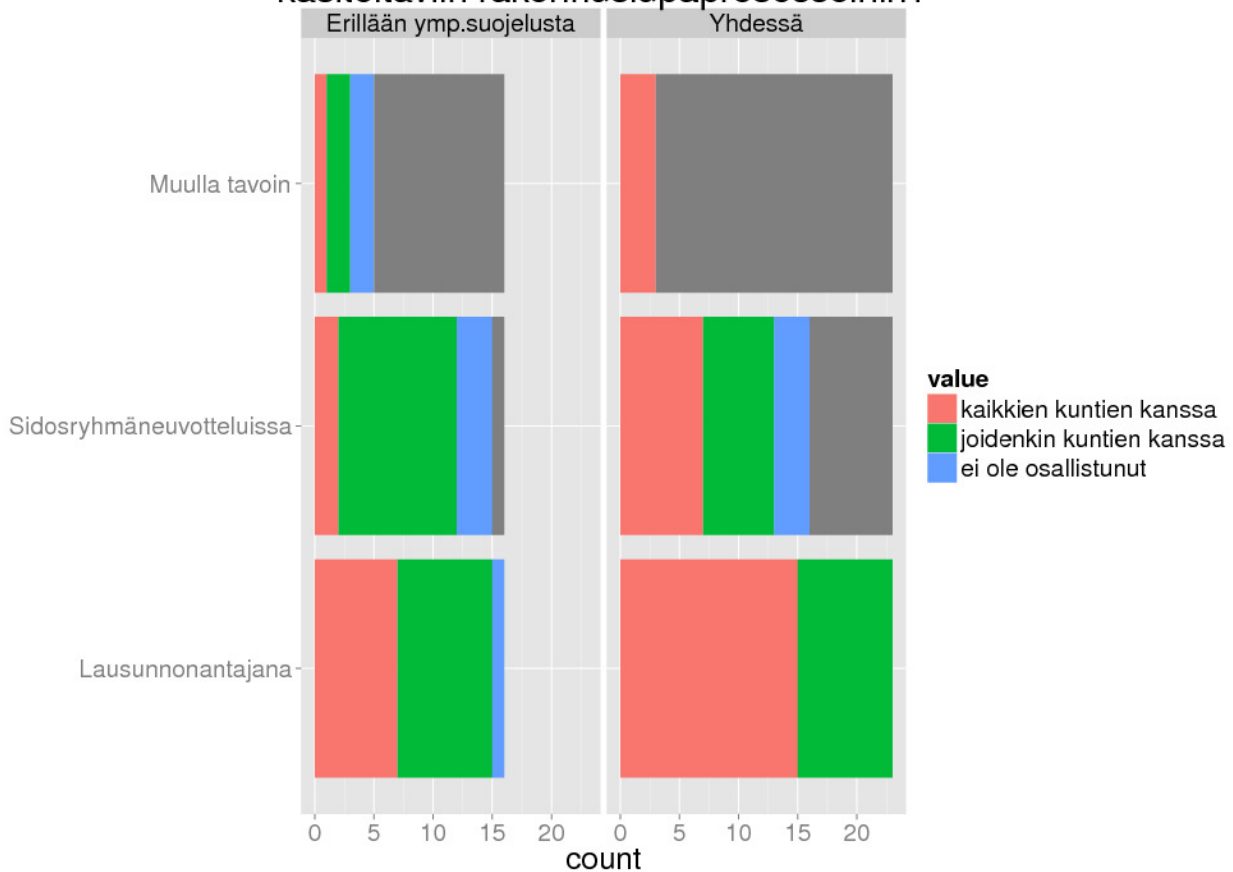 Erillään ymp.suojelusta
Yhdessä
Muulla tavoin
Sidosryhmäneuvotteluissa
Lausunnonantajana
value
kaikkien kuntien kanssa
joidenkin kuntien kanssa
ei ole osallistunut
0 5 10 15 20
0 5 10 15 20
count